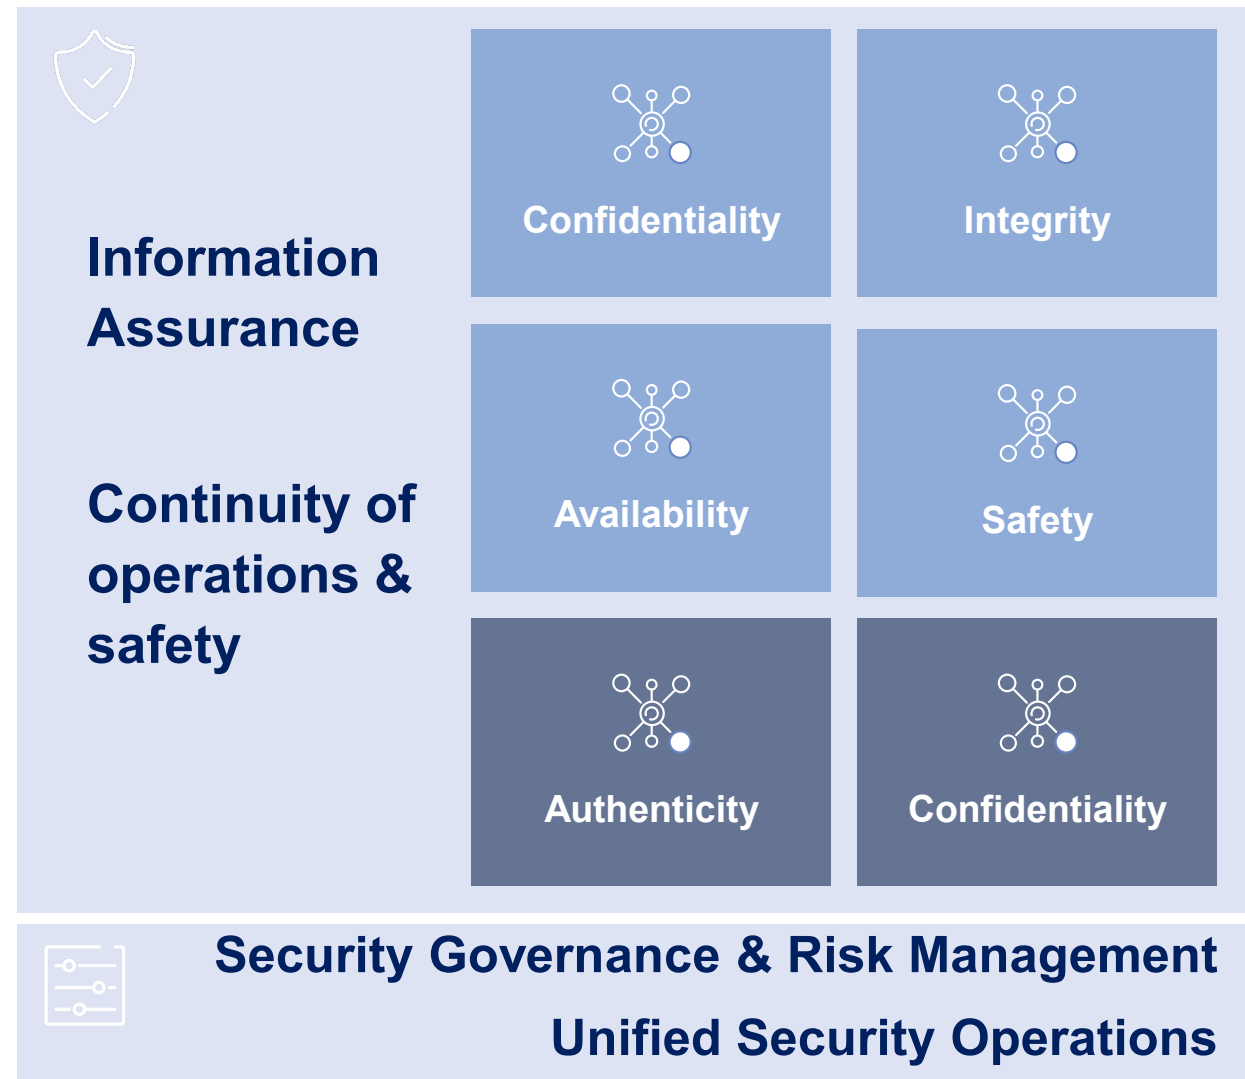 Information
Assurance
Continuity of
operations &
safety
Confidentiality
Integrity
Availability
Safety
Authenticity
Confidentiality
Security Governance & Risk Management
Unified Security Operations